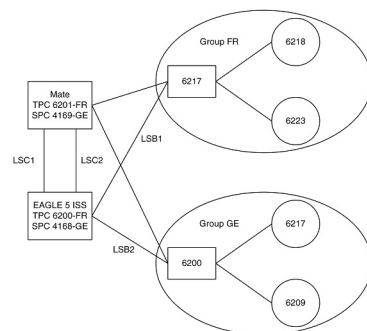 Group FR
6218
6217
6223
Mate
TPC 6201-FR
SPC 4169-GE
LSC1
LSC2
LSB1
EAGLE 5 ISS
TPC 6200-FR
SPC 4168-GE
LSB2
Group GE
6217
6200
6209